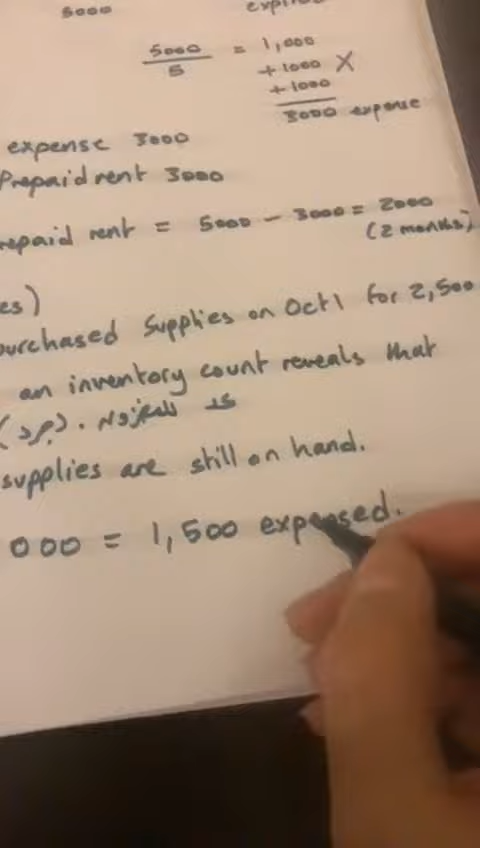 5000
5000 / 5 = 1,000
+1000 X
+1000
3000 expense
expense 3000
Prepaid rent 3000
repaid rent = 5000 - 3000 = 2000
(2 months)
es)
purchased supplies on Oct 1 for 2,500
an inventory count reveals that
supplies are still on hand.
000 = 1,500 expensed.